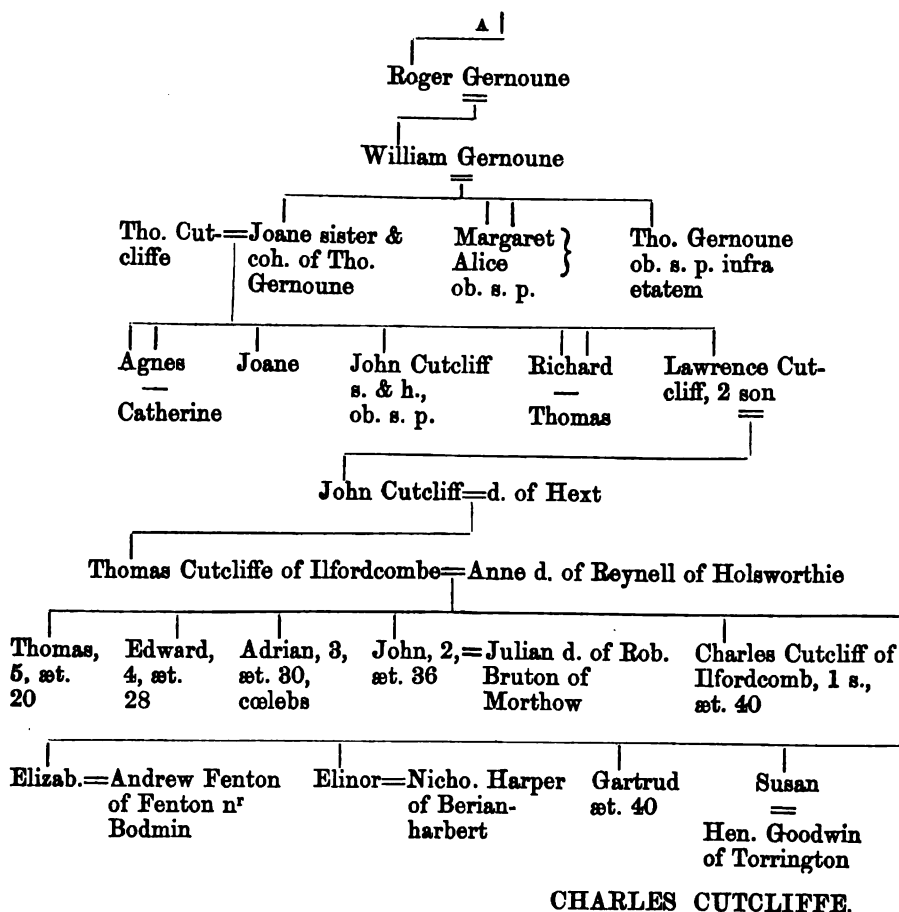 A
Roger Gernoune
William Gernoune
Tho. Cut-
cliffe
Joane sister &
coh. of Tho.
Gernoune
Margaret
Alice
ob. s. p.
Tho. Gernoune
ob. s. p. infra
etatem
Agnes
Catherine
Joane
John Cutcliff
s. & h.,
ob. s. p.
Richard
Thomas
Lawrence Cut-
cliff, 2 son
John Cutcliff=d. of Hext
Thomas Cutcliffe of Ilfordcombe=Anne d. of Reynell of Holsworthie
Thomas,
5, æt.
20
Edward,
4, æt.
28
Adrian, 3,
æt. 30,
cœlebs
John, 2,=
æt. 36
Julian d. of Rob.
Bruton of
Morthow
Charles Cutcliff of
Ilfordcomb, 1 s.,
æt. 40
Elizab.=Andrew Fenton
of Fenton nʳ
Bodmin
Elinor=Nicho. Harper
of Berian-
harbert
Gartrud
æt. 40
Susan
=
Hen. Goodwin
of Torrington
CHARLES CUTCLIFFE.